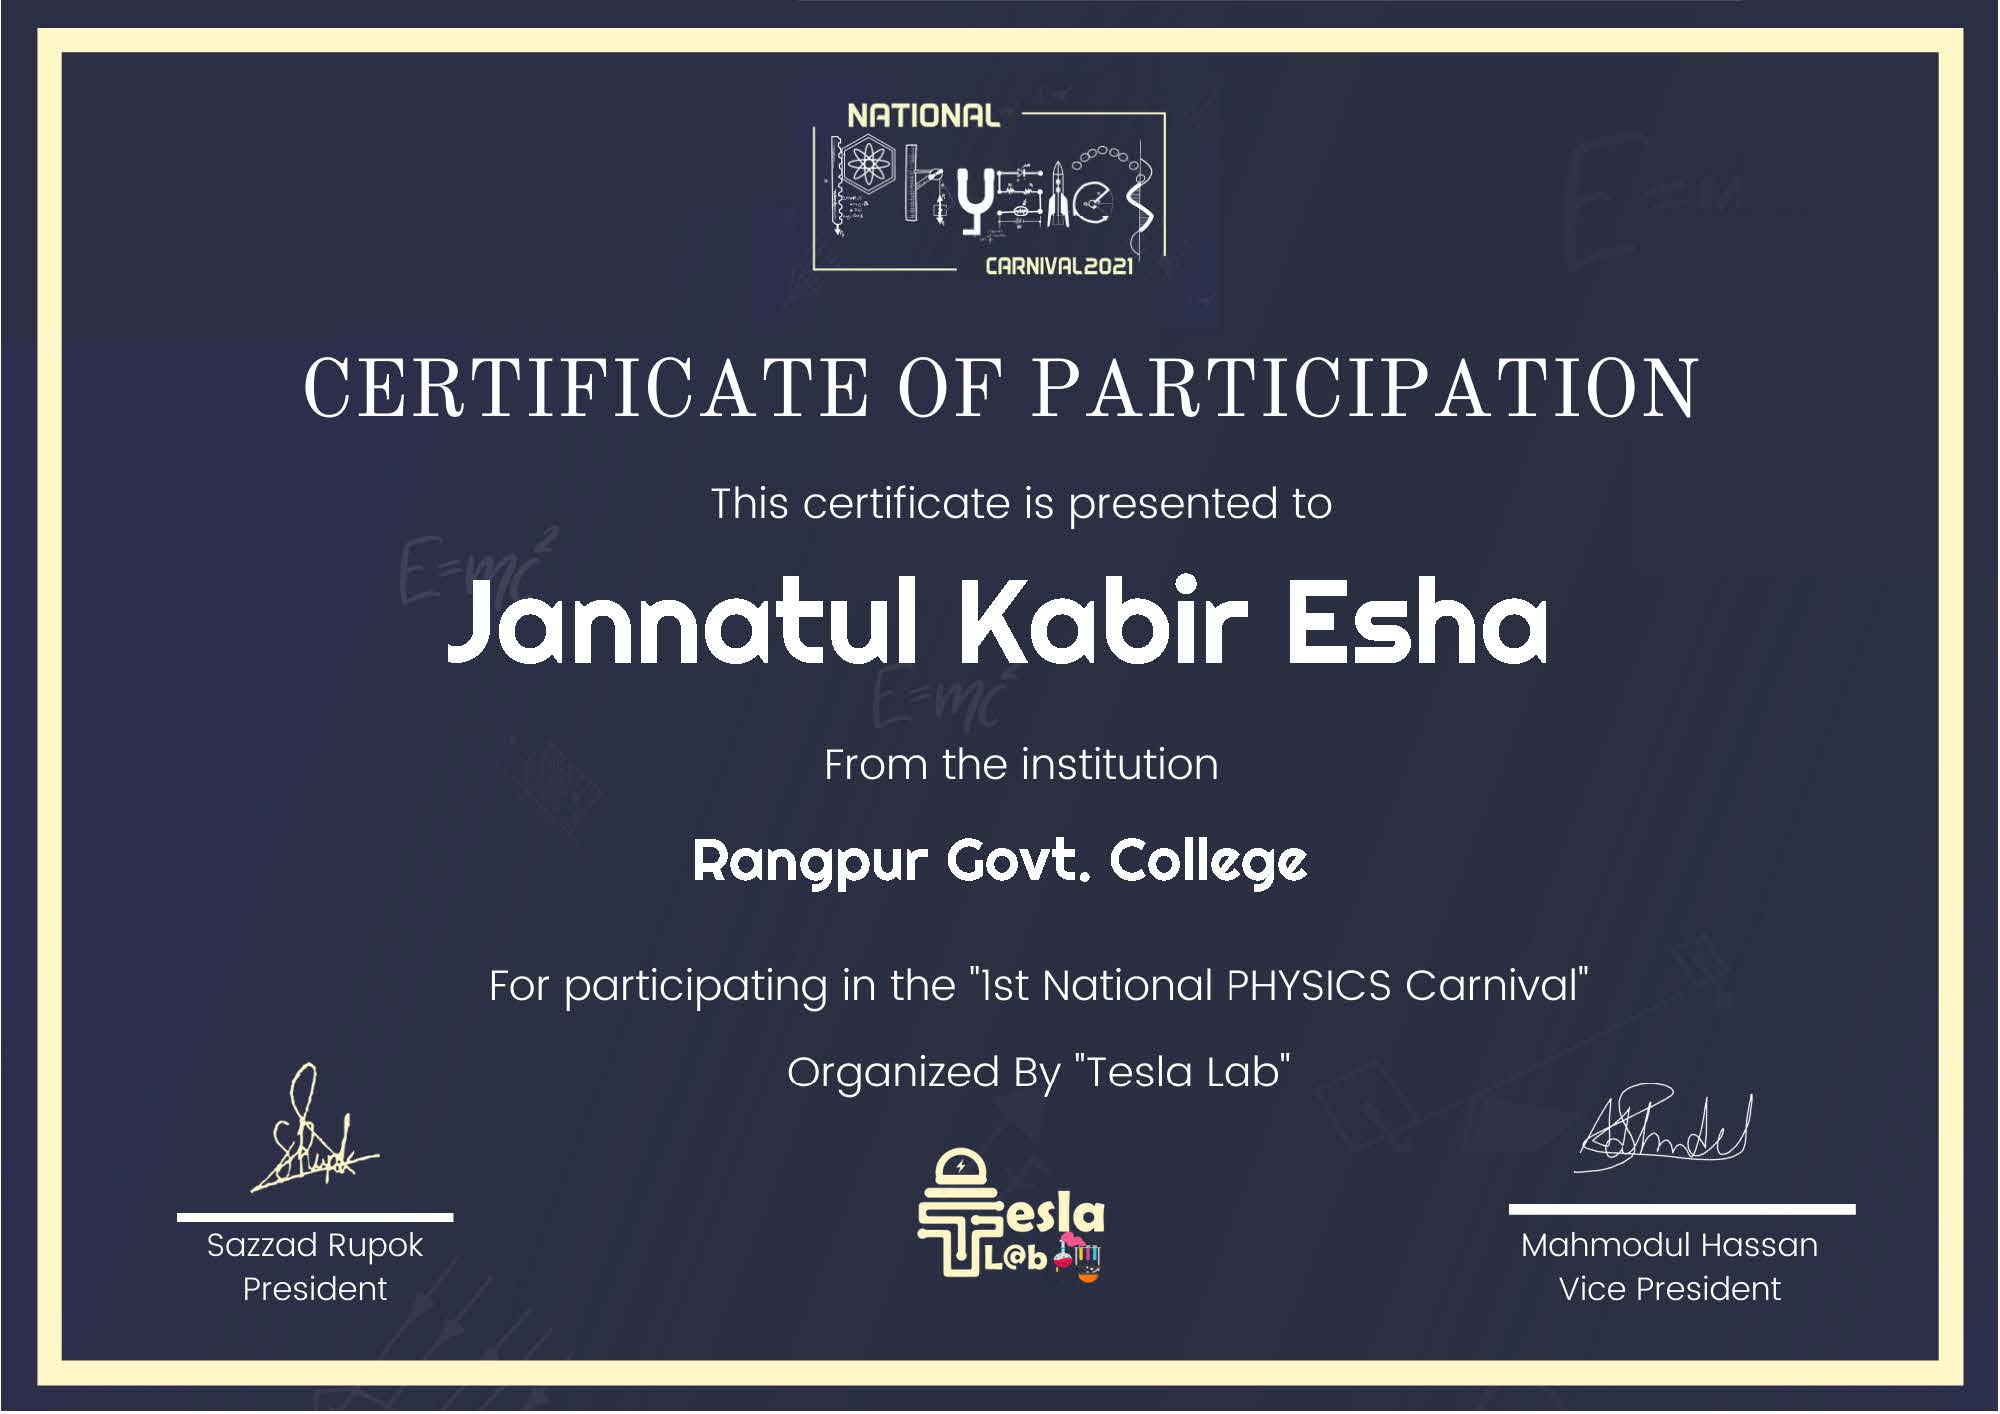 NATIONAL
Physics
CARNIVAL2021
CERTIFICATE OF PARTICIPATION
This certificate is presented to
E=mc²
Jannatul Kabir Esha
E=mc²
From the institution
Rangpur Govt. College
For participating in the "1st National PHYSICS Carnival"
Organized By "Tesla Lab"
Tesla
L@b
Sazzad Rupok
President
Mahmodul Hassan
Vice President